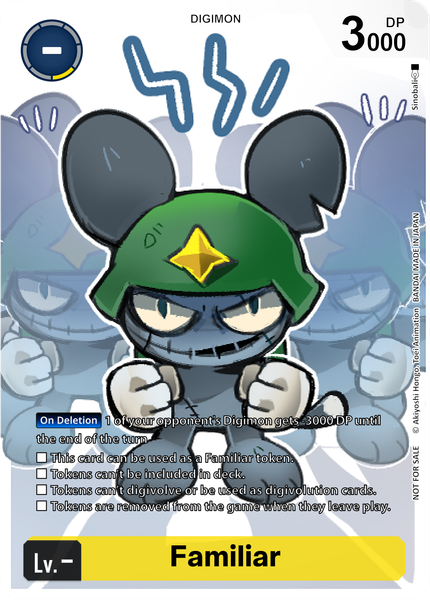 DIGIMON
DP
3000
Sinobali
On Deletion 1 of your opponent's Digimon gets -3000 DP until
the end of the turn.
□ This card can be used as a Familiar token.
□ Tokens can't be included in deck.
□ Tokens can't digivolve or be used as digivolution cards.
□ Tokens are removed from the game when they leave play.
NOT FOR SALE © Akiyoshi Hongo, Toei Animation BANDAI MADE IN JAPAN
Lv.-
Familiar